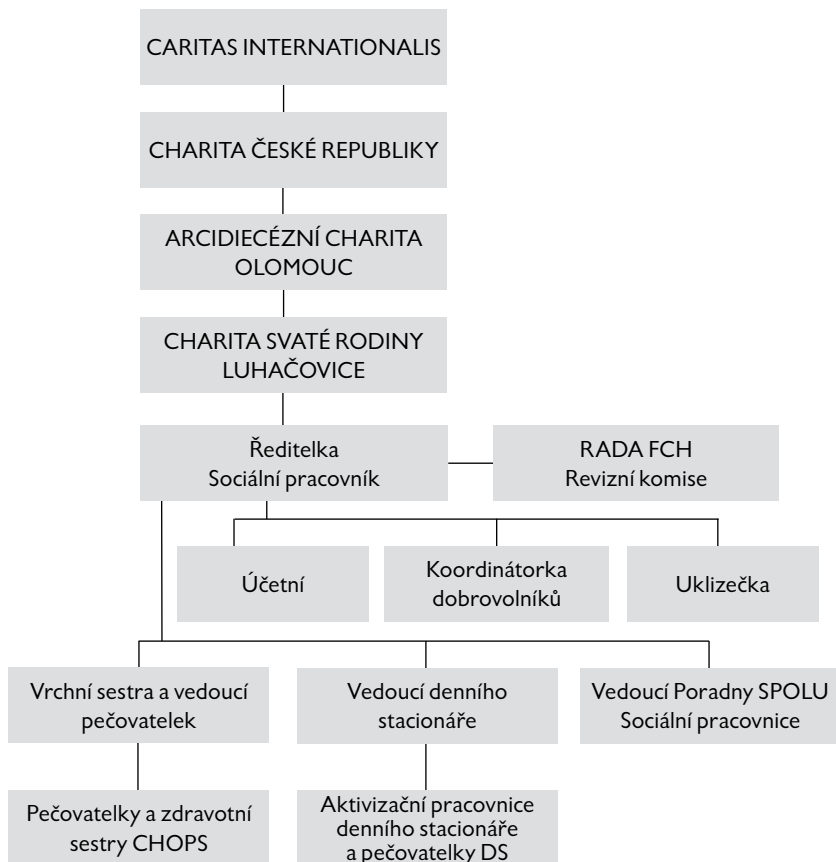 CARITAS INTERNATIONALIS
CHARITA ČESKÉ REPUBLIKY
ARCIDIECÉZNÍ CHARITA
OLOMOUC
CHARITA SVATÉ RODINY
LUHAČOVICE
Ředitelka
Sociální pracovník
RADA FCH
Revizní komise
Účetní
Koordinátorka
dobrovolníků
Uklizečka
Vrchní sestra a vedoucí
pečovatelek
Vedoucí denního
stacionáře
Vedoucí Poradny SPOLU
Sociální pracovnice
Pečovatelky a zdravotní
sestry CHOPS
Aktivizační pracovnice
denního stacionáře
a pečovatelky DS